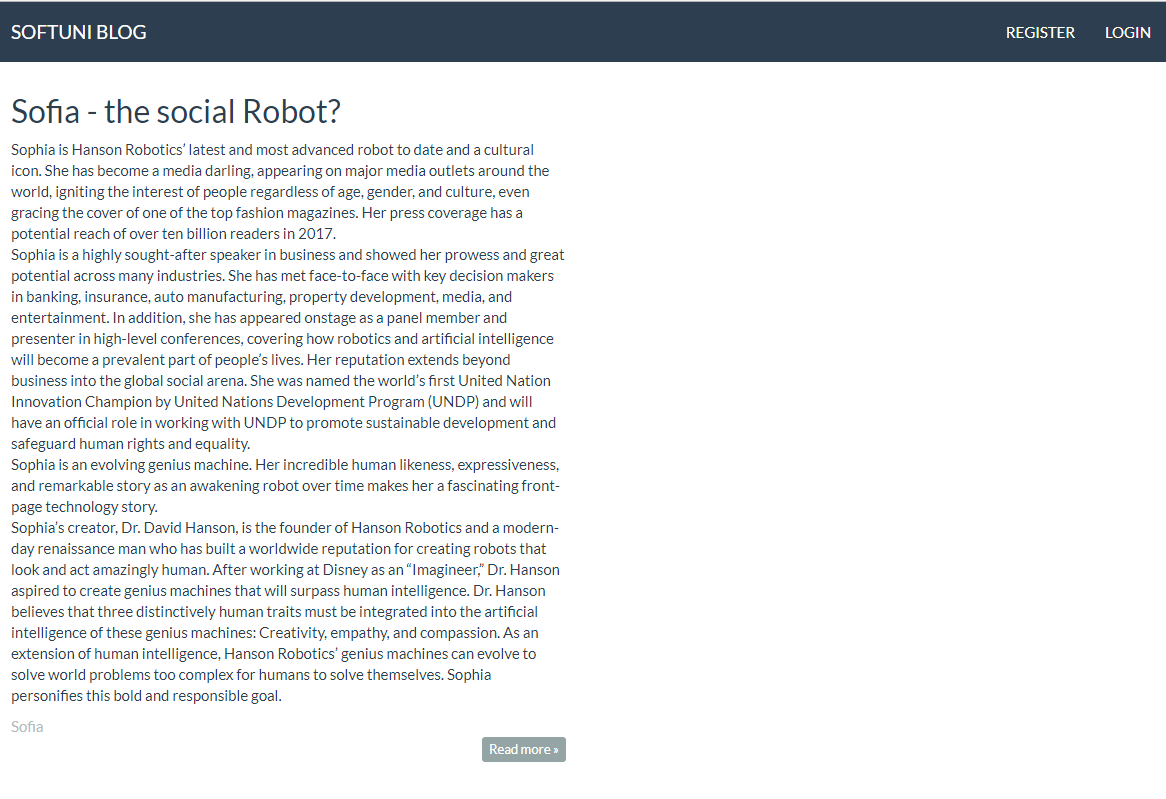 SOFTUNI BLOG
REGISTER
LOGIN
Sofia - the social Robot?
Sophia is Hanson Robotics’ latest and most advanced robot to date and a cultural
icon. She has become a media darling, appearing on major media outlets around the
world, igniting the interest of people regardless of age, gender, and culture, even
gracing the cover of one of the top fashion magazines. Her press coverage has a
potential reach of over ten billion readers in 2017.
Sophia is a highly sought-after speaker in business and showed her prowess and great
potential across many industries. She has met face-to-face with key decision makers
in banking, insurance, auto manufacturing, property development, media, and
entertainment. In addition, she has appeared onstage as a panel member and
presenter in high-level conferences, covering how robotics and artificial intelligence
will become a prevalent part of people’s lives. Her reputation extends beyond
business into the global social arena. She was named the world’s first United Nation
Innovation Champion by United Nations Development Program (UNDP) and will
have an official role in working with UNDP to promote sustainable development and
safeguard human rights and equality.
Sophia is an evolving genius machine. Her incredible human likeness, expressiveness,
and remarkable story as an awakening robot over time makes her a fascinating front-
page technology story.
Sophia’s creator, Dr. David Hanson, is the founder of Hanson Robotics and a modern-
day renaissance man who has built a worldwide reputation for creating robots that
look and act amazingly human. After working at Disney as an “Imagineer,” Dr. Hanson
aspired to create genius machines that will surpass human intelligence. Dr. Hanson
believes that three distinctively human traits must be integrated into the artificial
intelligence of these genius machines: Creativity, empathy, and compassion. As an
extension of human intelligence, Hanson Robotics’ genius machines can evolve to
solve world problems too complex for humans to solve themselves. Sophia
personifies this bold and responsible goal.
Sofia
Read more »